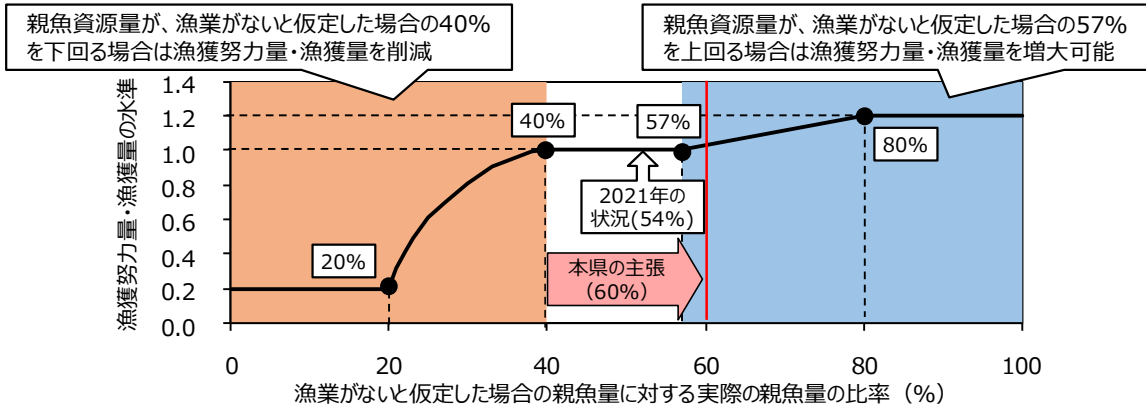 親魚資源量が、漁業がないと仮定した場合の40%
を下回る場合は漁獲努力量・漁獲量を削減
親魚資源量が、漁業がないと仮定した場合の57%
を上回る場合は漁獲努力量・漁獲量を増大可能
漁獲努力量・漁獲量の水準
1.4
1.2
1.0
0.8
0.6
0.4
0.2
0.0
20%
40%
57%
80%
2021年の
状況(54%)
本県の主張
（60%）
0
20
40
60
80
100
漁業がないと仮定した場合の親魚量に対する実際の親魚量の比率（%）